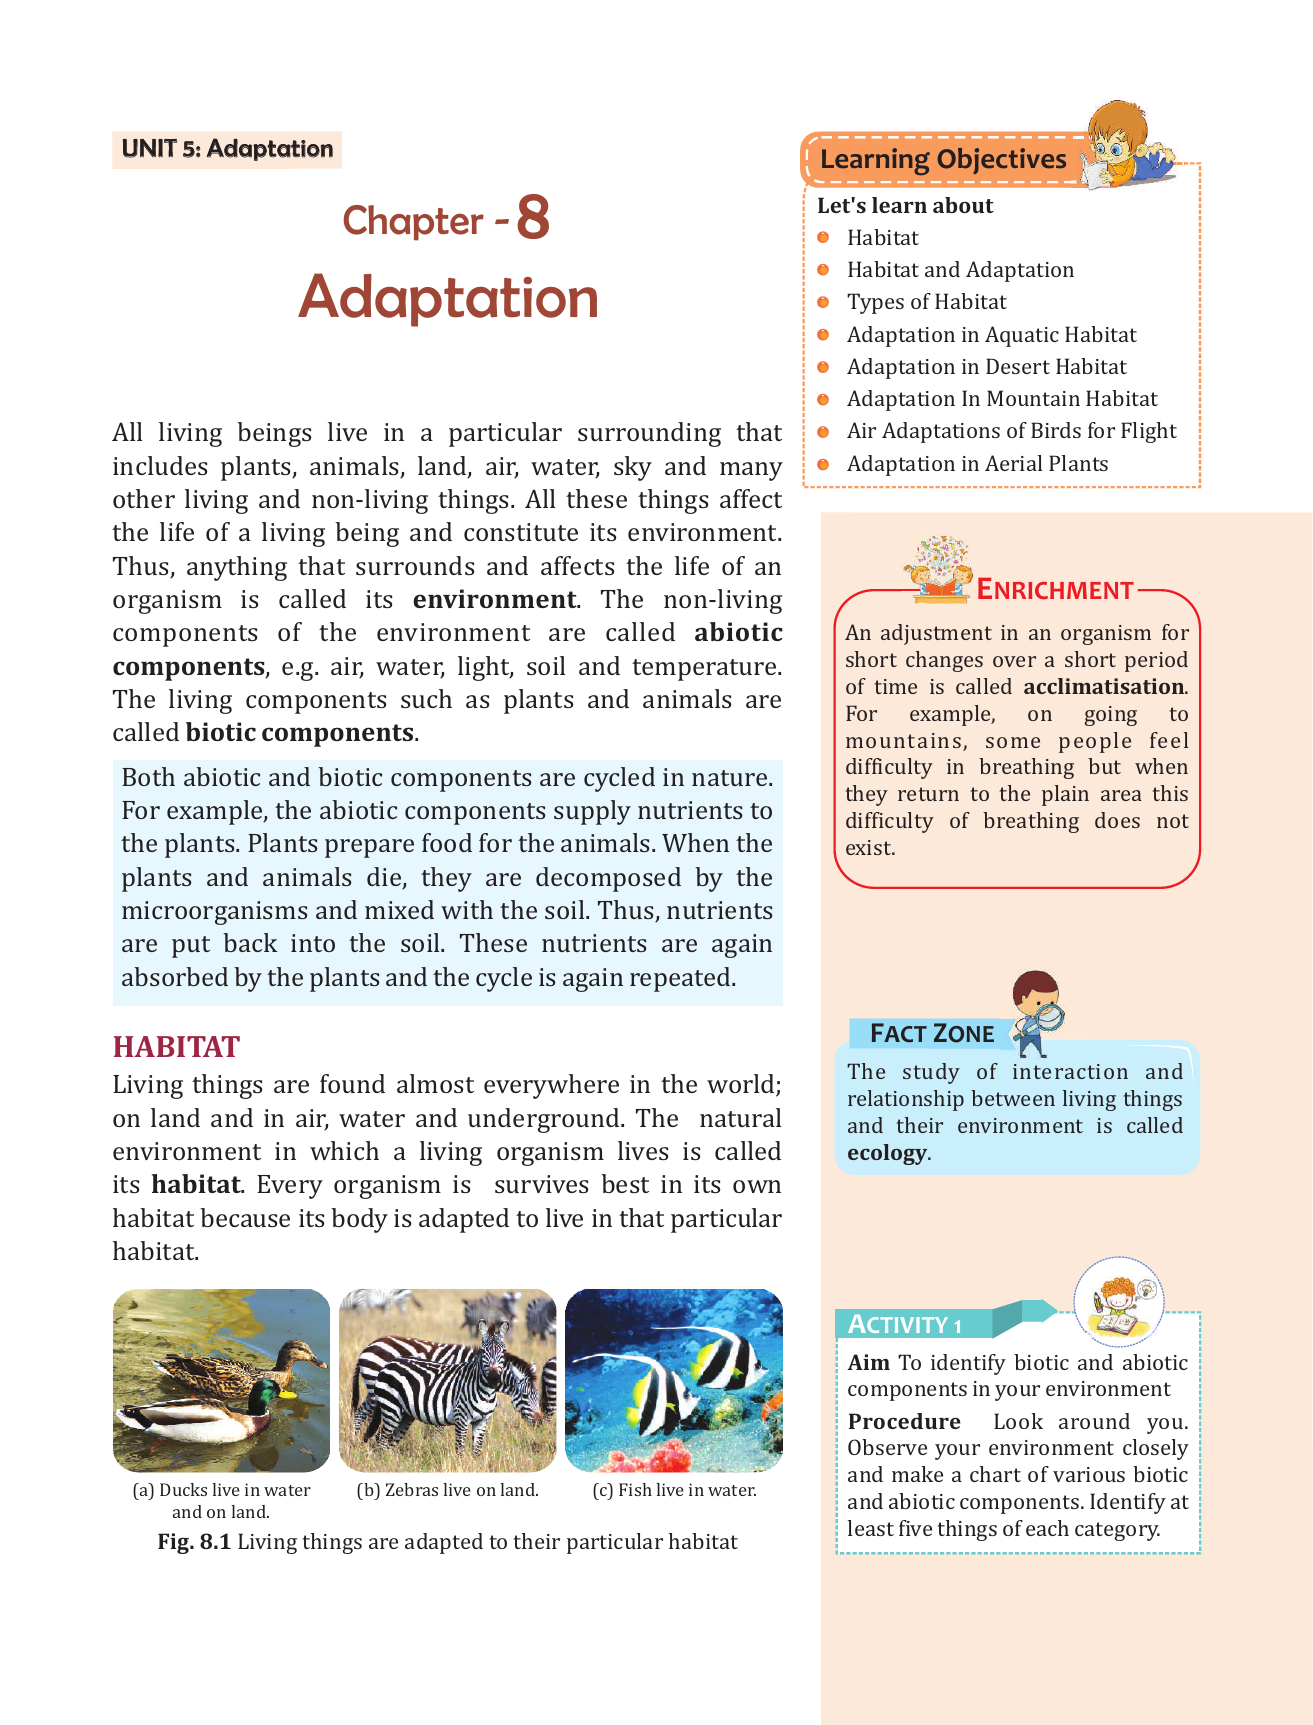 UNIT 5: Adaptation
Chapter - 8
Adaptation
All living beings live in a particular surrounding that
includes plants, animals, land, air, water, sky and many
other living and non-living things. All these things affect
the life of a living being and constitute its environment.
Thus, anything that surrounds and affects the life of an
organism is called its environment. The non-living
components of the environment are called abiotic
components, e.g. air, water, light, soil and temperature.
The living components such as plants and animals are
called biotic components.
Both abiotic and biotic components are cycled in nature.
For example, the abiotic components supply nutrients to
the plants. Plants prepare food for the animals. When the
plants and animals die, they are decomposed by the
microorganisms and mixed with the soil. Thus, nutrients
are put back into the soil. These nutrients are again
absorbed by the plants and the cycle is again repeated.
HABITAT
Living things are found almost everywhere in the world;
on land and in air, water and underground. The natural
environment in which a living organism lives is called
its habitat. Every organism is survives best in its own
habitat because its body is adapted to live in that particular
habitat.
(a) Ducks live in water
and on land.
(b) Zebras live on land.
(c) Fish live in water.
Fig. 8.1 Living things are adapted to their particular habitat
Learning Objectives
Let's learn about
Habitat
Habitat and Adaptation
Types of Habitat
Adaptation in Aquatic Habitat
Adaptation in Desert Habitat
Adaptation In Mountain Habitat
Air Adaptations of Birds for Flight
Adaptation in Aerial Plants
ENRICHMENT
An adjustment in an organism for
short changes over a short period
of time is called acclimatisation.
For example, on going to
mountains, some people feel
difficulty in breathing but when
they return to the plain area this
difficulty of breathing does not
exist.
FACT ZONE
The study of interaction and
relationship between living things
and their environment is called
ecology.
ACTIVITY 1
Aim To identify biotic and abiotic
components in your environment
Procedure Look around you.
Observe your environment closely
and make a chart of various biotic
and abiotic components. Identify at
least five things of each category.